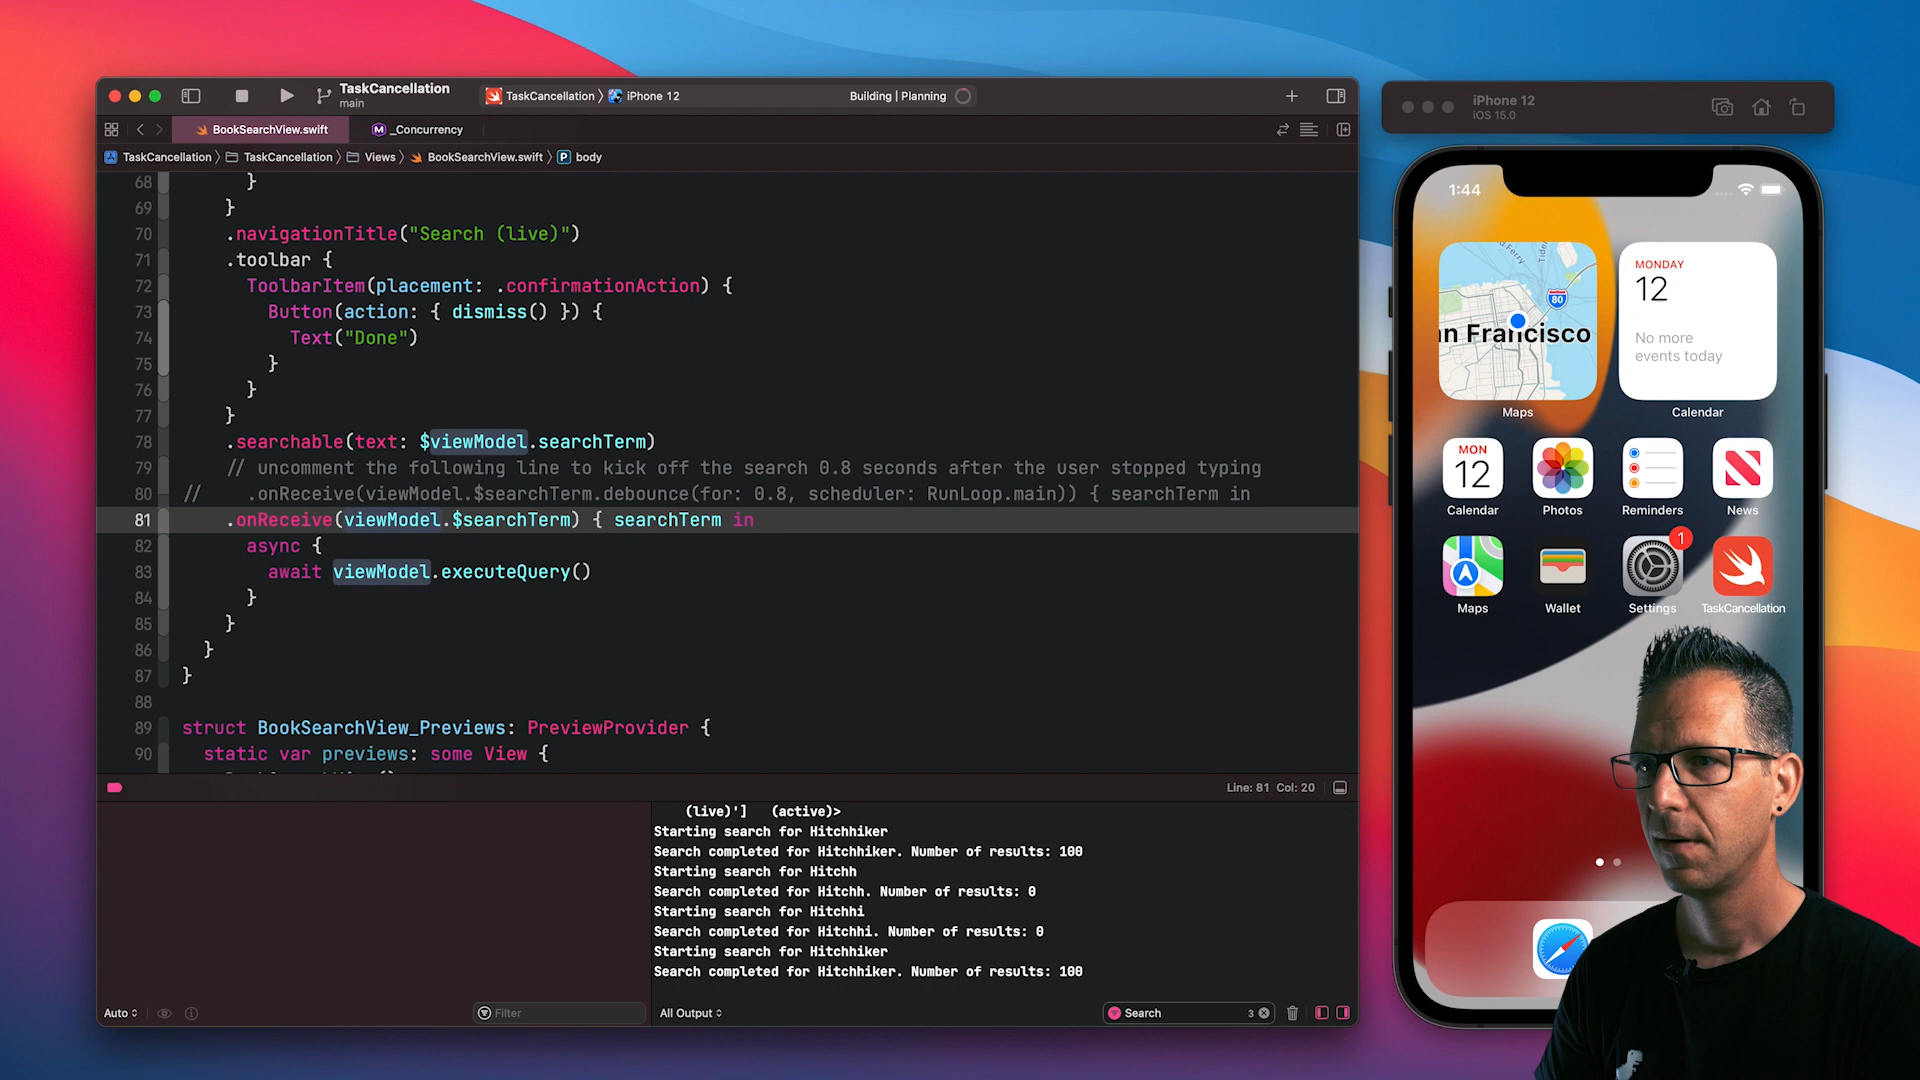 TaskCancellation
main
TaskCancellation
iPhone 12
Building | Planning
BookSearchView.swift
_Concurrency
TaskCancellation
TaskCancellation
Views
BookSearchView.swift
body
68 }
69 }
70 .navigationTitle("Search (live)")
71 .toolbar {
72 ToolbarItem(placement: .confirmationAction) {
73 Button(action: { dismiss() }) {
74 Text("Done")
75 }
76 }
77 }
78 .searchable(text: $viewModel.searchTerm)
79 // uncomment the following line to kick off the search 0.8 seconds after the user stopped typing
80 // .onReceive(viewModel.$searchTerm.debounce(for: 0.8, scheduler: RunLoop.main)) { searchTerm in
81 .onReceive(viewModel.$searchTerm) { searchTerm in
82 async {
83 await viewModel.executeQuery()
84 }
85 }
86 }
87 }
88
89 struct BookSearchView_Previews: PreviewProvider {
90 static var previews: some View {
Line: 81 Col: 20
(live)'] (active)>
Starting search for Hitchhiker
Search completed for Hitchhiker. Number of results: 100
Starting search for Hitchh
Search completed for Hitchh. Number of results: 0
Starting search for Hitchhi
Search completed for Hitchhi. Number of results: 0
Starting search for Hitchhiker
Search completed for Hitchhiker. Number of results: 100
Auto
Filter
All Output
Search
3
iPhone 12
iOS 15.0
1:44
80
n Francisco
Maps
MONDAY
12
No more
events today
Calendar
MON
12
Calendar
Photos
Reminders
News
1
Maps
Wallet
Settings
TaskCancellation